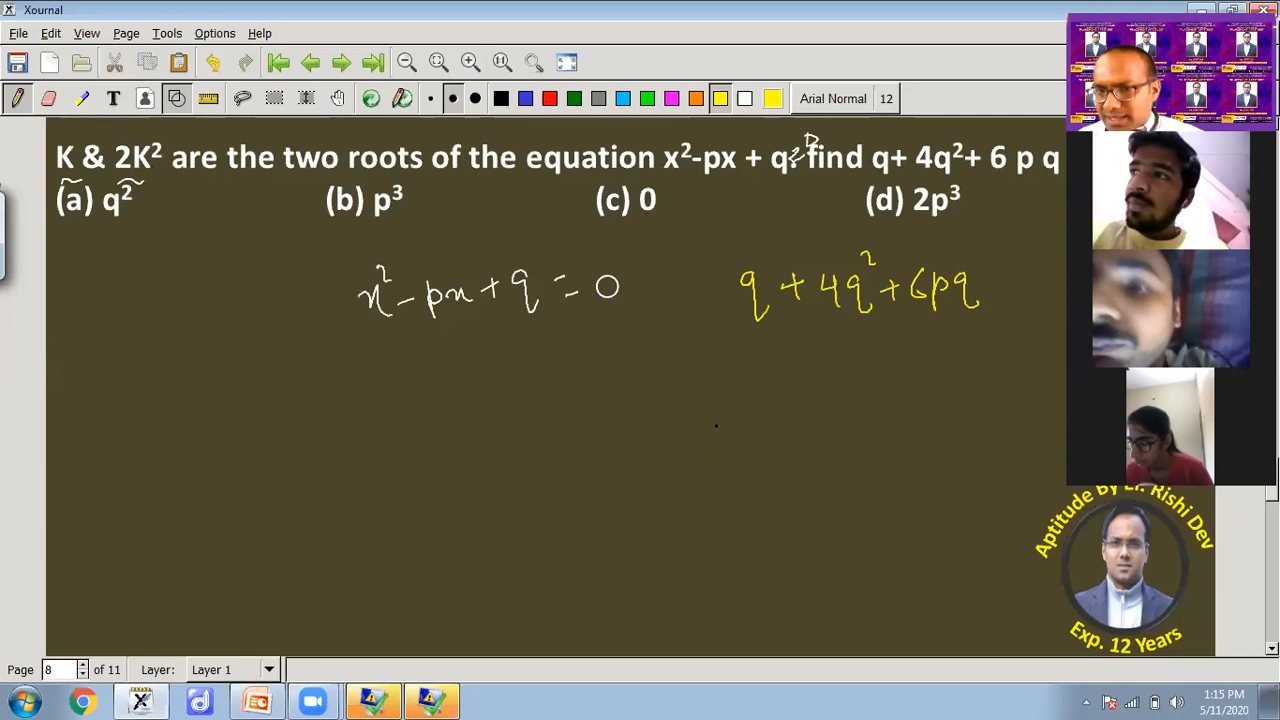 Xournal
File Edit View Page Tools Options Help
Arial Normal 12
K & 2K² are the two roots of the equation x²-px + q find q+ 4q²+ 6 p q
(a) q² (b) p³ (c) 0 (d) 2p³
x² - px + q = 0 q + 4q² + 6pq
Aptitude By Er. Rishi Dev
Exp. 12 Years
Page 8 of 11 Layer: Layer 1
1:15 PM
5/11/2020